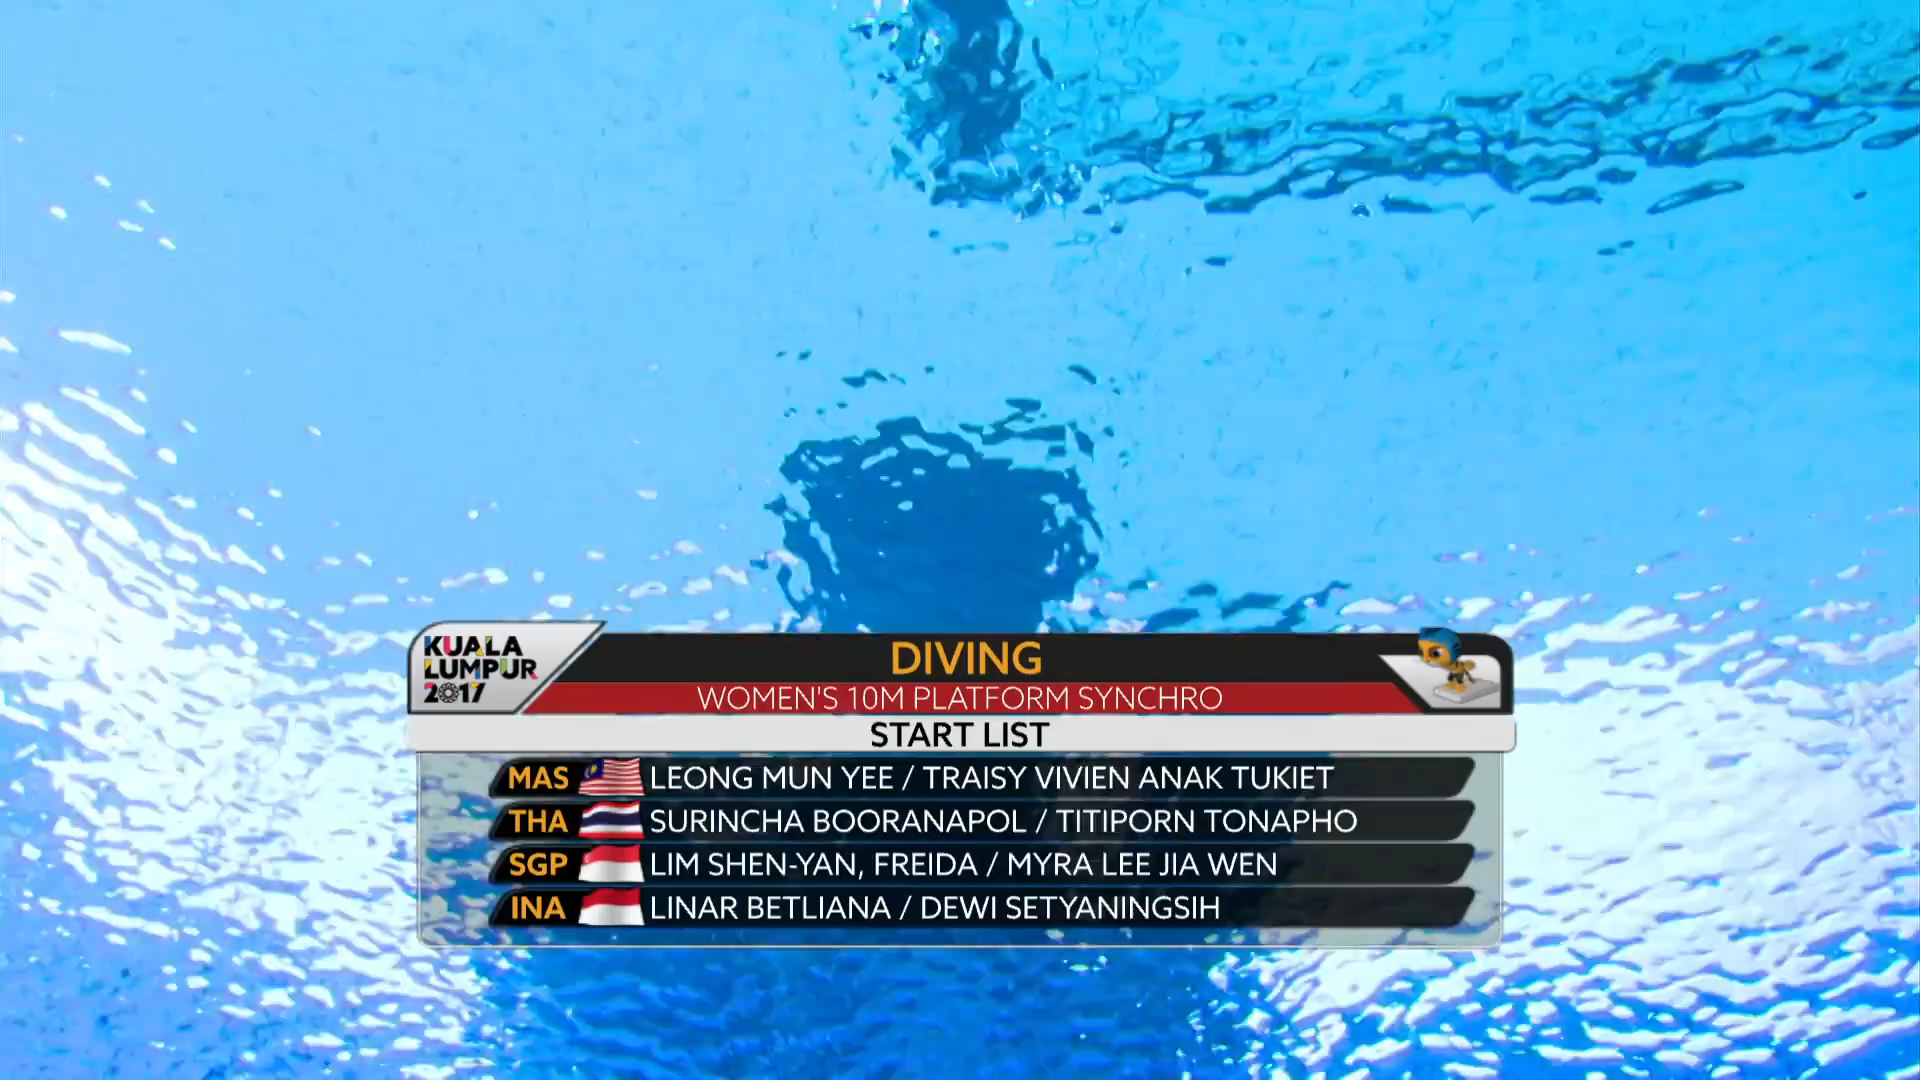 KUALA
LUMPUR
2017
DIVING
WOMEN'S 10M PLATFORM SYNCHRO
START LIST
MAS LEONG MUN YEE / TRAISY VIVIEN ANAK TUKIET
THA SURINCHA BOORANAPOL / TITIPORN TONAPHO
SGP LIM SHEN-YAN, FREIDA / MYRA LEE JIA WEN
INA LINAR BETLIANA / DEWI SETYANINGSIH